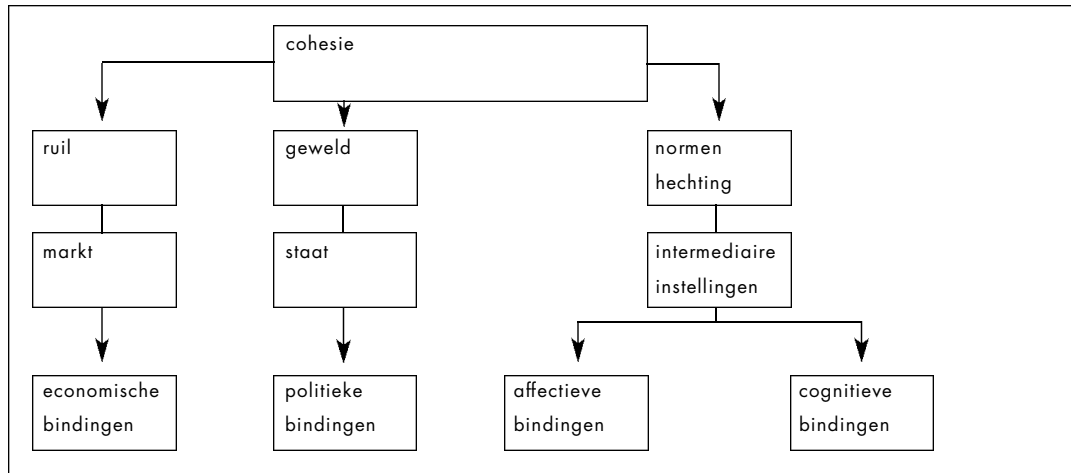 cohesie
ruil
geweld
normen
hechting
markt
staat
intermediaire
instellingen
economische
bindingen
politieke
bindingen
affectieve
bindingen
cognitieve
bindingen